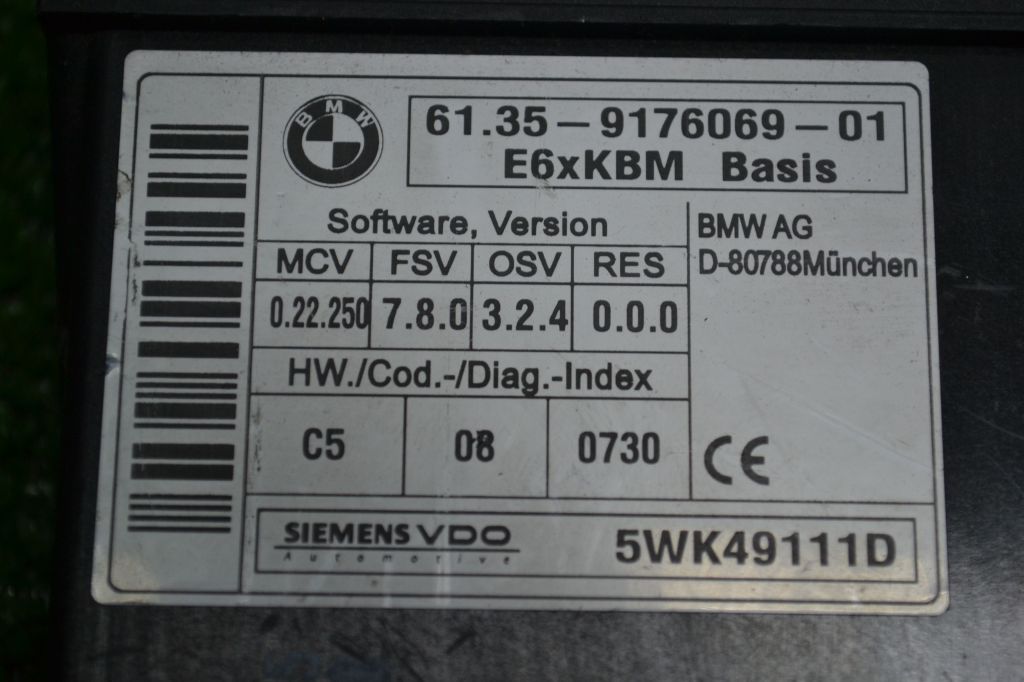 BMW
61.35-9176069-01
E6xKBM Basis
Software, Version
MCV FSV OSV RES
0.22.250 7.8.0 3.2.4 0.0.0
BMW AG
D-80788München
HW./Cod.-/Diag.-Index
C5 08 0730
CE
SIEMENS VDO
Automotive
5WK49111D